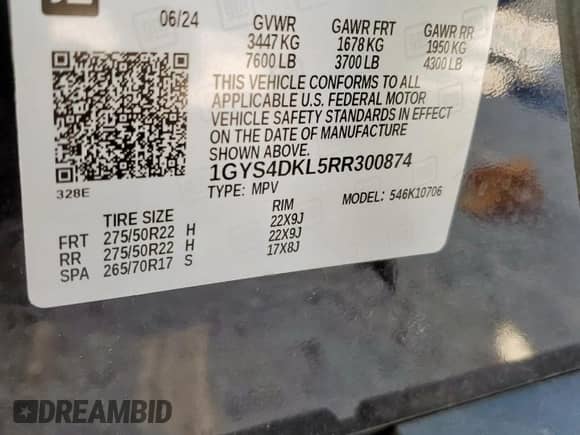 06/24 GVWR GAWR FRT GAWR RR
3447 KG 1678 KG 1950 KG
7600 LB 3700 LB 4300 LB
THIS VEHICLE CONFORMS TO ALL
APPLICABLE U.S. FEDERAL MOTOR
VEHICLE SAFETY STANDARDS IN EFFECT
ON THE DATE OF MANUFACTURE
SHOWN ABOVE.
1GYS4DKL5RR300874
328E TYPE: MPV MODEL: 546K10706
TIRE SIZE RIM
FRT 275/50R22 H 22X9J
RR 275/50R22 H 22X9J
SPA 265/70R17 S 17X8J
DREAMBID